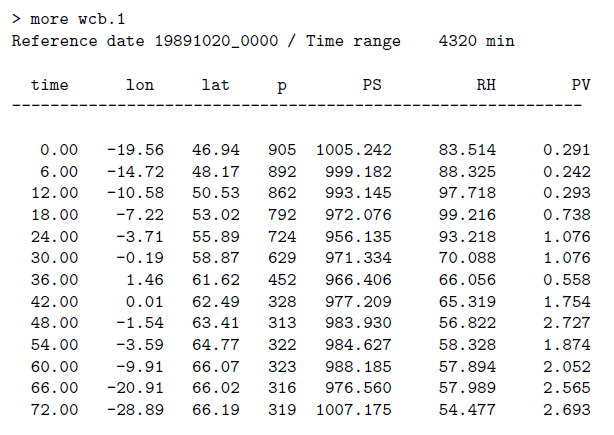 > more wcb.1
Reference date 19891020_0000 / Time range    4320 min
time lon lat p PS RH PV
---------------------------------------------------------------
0.00 -19.56 46.94 905 1005.242 83.514 0.291
6.00 -14.72 48.17 892 999.182 88.325 0.242
12.00 -10.58 50.53 862 993.145 97.718 0.293
18.00 -7.22 53.02 792 972.076 99.216 0.738
24.00 -3.71 55.89 724 956.135 93.218 1.076
30.00 -0.19 58.87 629 971.334 70.088 1.076
36.00 1.46 61.62 452 966.406 66.056 0.558
42.00 0.01 62.49 328 977.209 65.319 1.754
48.00 -1.54 63.41 313 983.930 56.822 2.727
54.00 -3.59 64.77 322 984.627 58.328 1.874
60.00 -9.91 66.07 323 988.185 57.894 2.052
66.00 -20.91 66.02 316 976.560 57.989 2.565
72.00 -28.89 66.19 319 1007.175 54.477 2.693